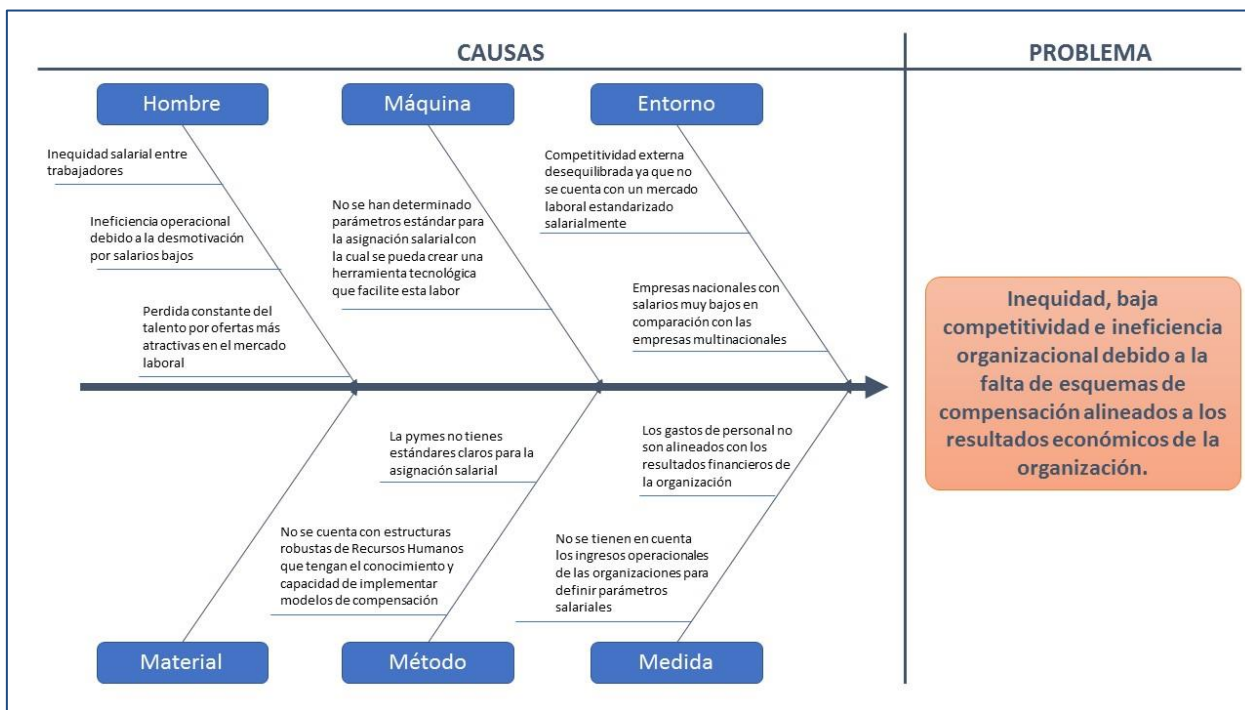 CAUSAS
PROBLEMA
Hombre
Máquina
Entorno
Inequidad salarial entre
trabajadores
Ineficiencia operacional
debido a la desmotivación
por salarios bajos
Perdida constante del
talento por ofertas más
atractivas en el mercado
laboral
No se han determinado
parámetros estándar para
la asignación salarial con
la cual se pueda crear una
herramienta tecnológica
que facilite esta labor
Competitividad externa
desequilibrada ya que no
se cuenta con un mercado
laboral estandarizado
salarialmente
Empresas nacionales con
salarios muy bajos en
comparación con las
empresas multinacionales
La pymes no tienes
estándares claros para la
asignación salarial
No se cuenta con estructuras
robustas de Recursos Humanos
que tengan el conocimiento y
capacidad de implementar
modelos de compensación
Los gastos de personal no
son alineados con los
resultados financieros de
la organización
No se tienen en cuenta
los ingresos operacionales
de las organizaciones para
definir parámetros
salariales
Material
Método
Medida
Inequidad, baja
competitividad e ineficiencia
organizacional debido a la
falta de esquemas de
compensación alineados a los
resultados económicos de la
organización.